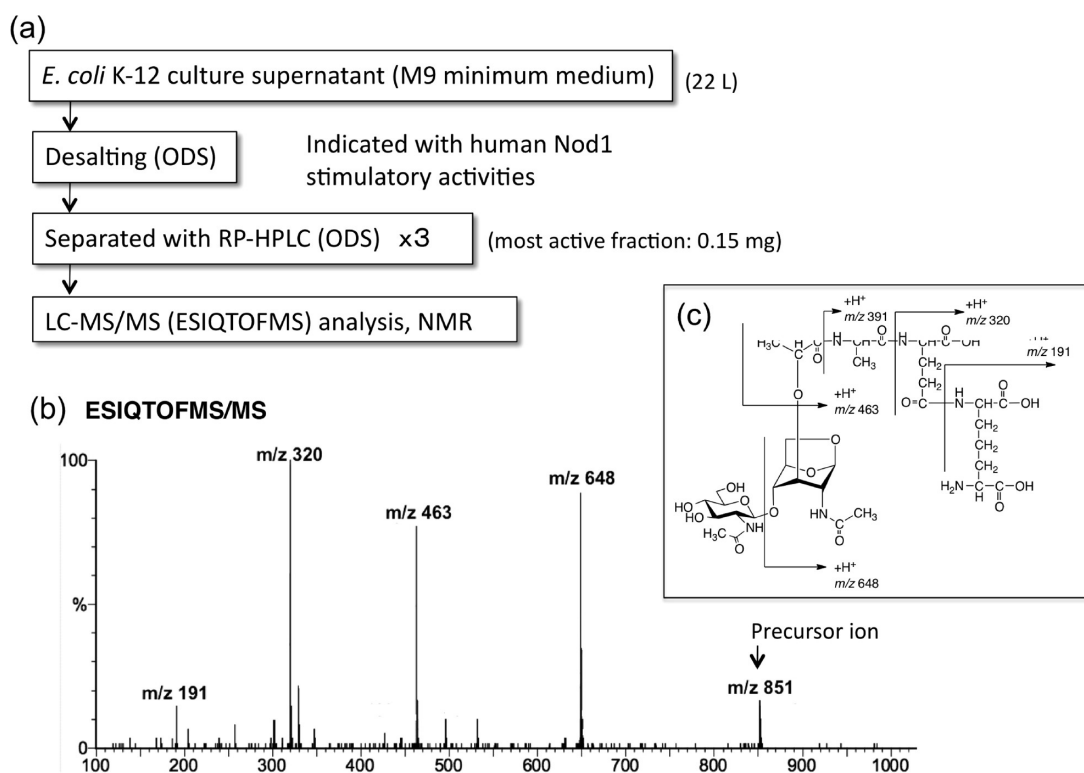 (a)
E. coli K-12 culture supernatant (M9 minimum medium)
(22 L)
Desalting (ODS)
Indicated with human Nod1
stimulatory activities
Separated with RP-HPLC (ODS) x3
(most active fraction: 0.15 mg)
LC-MS/MS (ESIQTOFMS) analysis, NMR
(b) ESIQTOFMS/MS
100
%
0
m/z 191
m/z 320
m/z 463
m/z 648
Precursor ion
m/z 851
100 200 300 400 500 600 700 800 900 1000
(c)
+H⁺
m/z 391
+H⁺
m/z 320
m/z 191
+H⁺
m/z 463
+H⁺
m/z 648
O
H
N
CH₃
O
H
N
O
CH₂
CH₂
O
H
N
H
C
O
OH
CH₂
CH₂
CH₂
H₂N
C
H
O
OH
O
O
O
OH
HO
HO
O
O
NH
H₃C
O
HN
CH₃
O